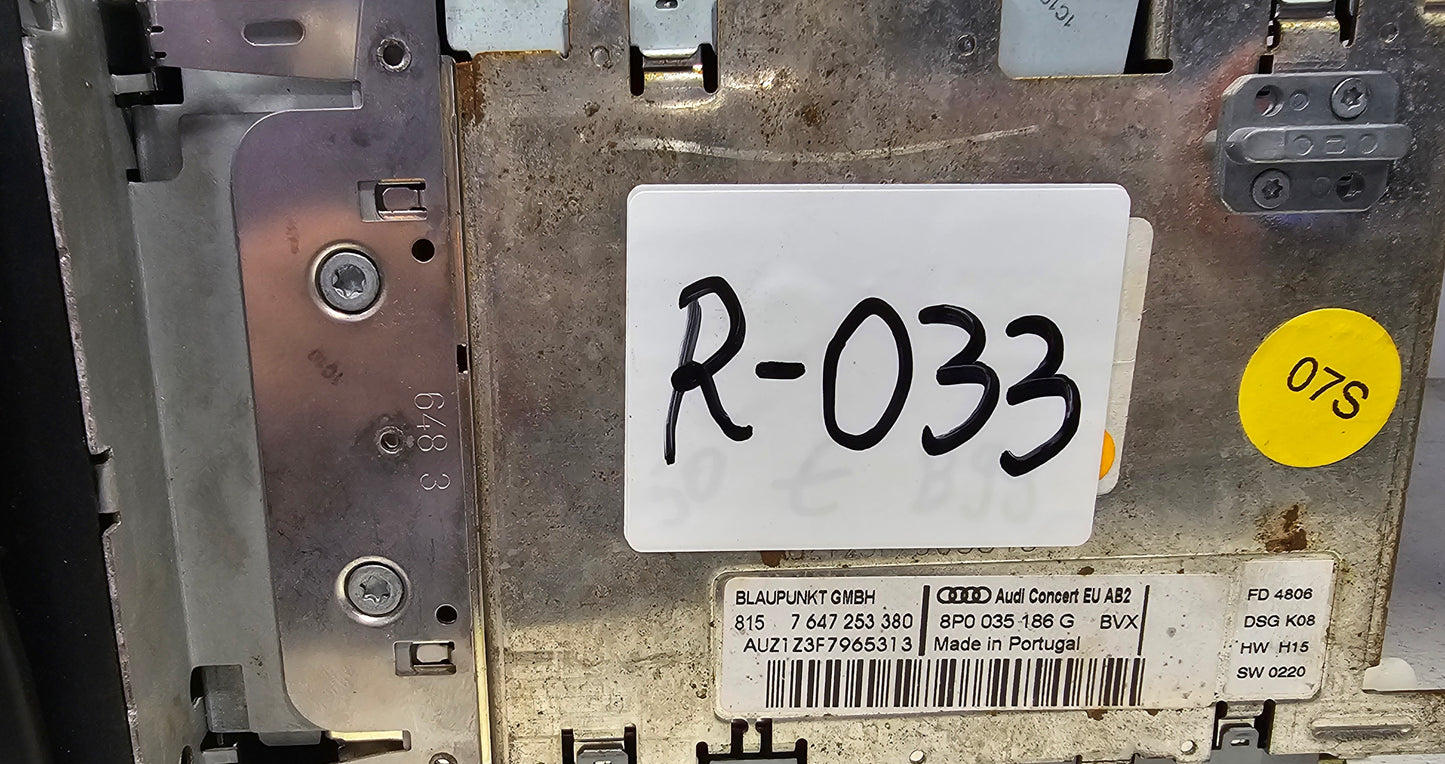 1C1
R-033
07S
648 3
BLAUPUNKT GMBH
815 7 647 253 380
AUZ1Z3F7965313
Audi Concert EU AB2
8P0 035 186 G BVX
Made in Portugal
FD 4806
DSG K08
HW H15
SW 0220